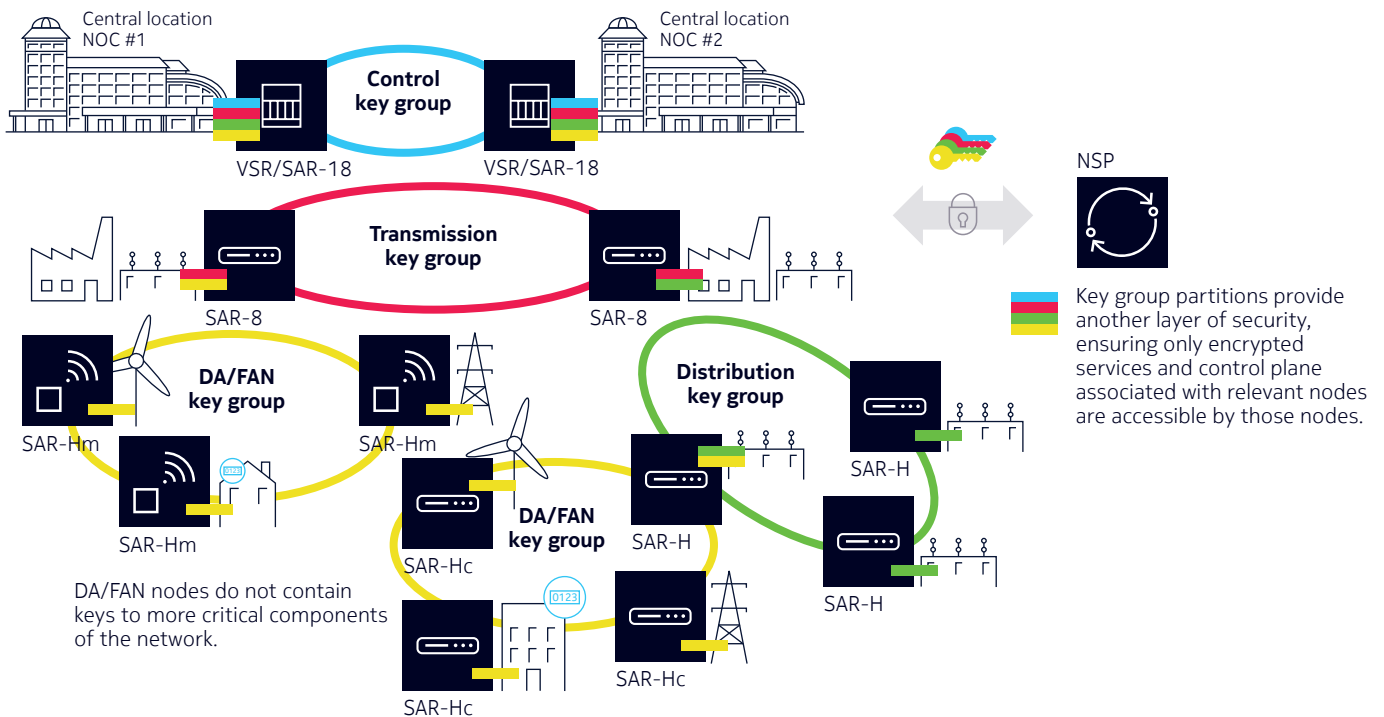 Central location
NOC #1
Central location
NOC #2
Control
key group
VSR/SAR-18
VSR/SAR-18
NSP
Transmission
key group
SAR-8
SAR-8
Key group partitions provide
another layer of security,
ensuring only encrypted
services and control plane
associated with relevant nodes
are accessible by those nodes.
DA/FAN
key group
SAR-Hm
SAR-Hm
0123
SAR-Hm
Distribution
key group
SAR-H
SAR-H
SAR-H
DA/FAN
key group
SAR-Hc
0123
SAR-Hc
SAR-Hc
DA/FAN nodes do not contain
keys to more critical components
of the network.